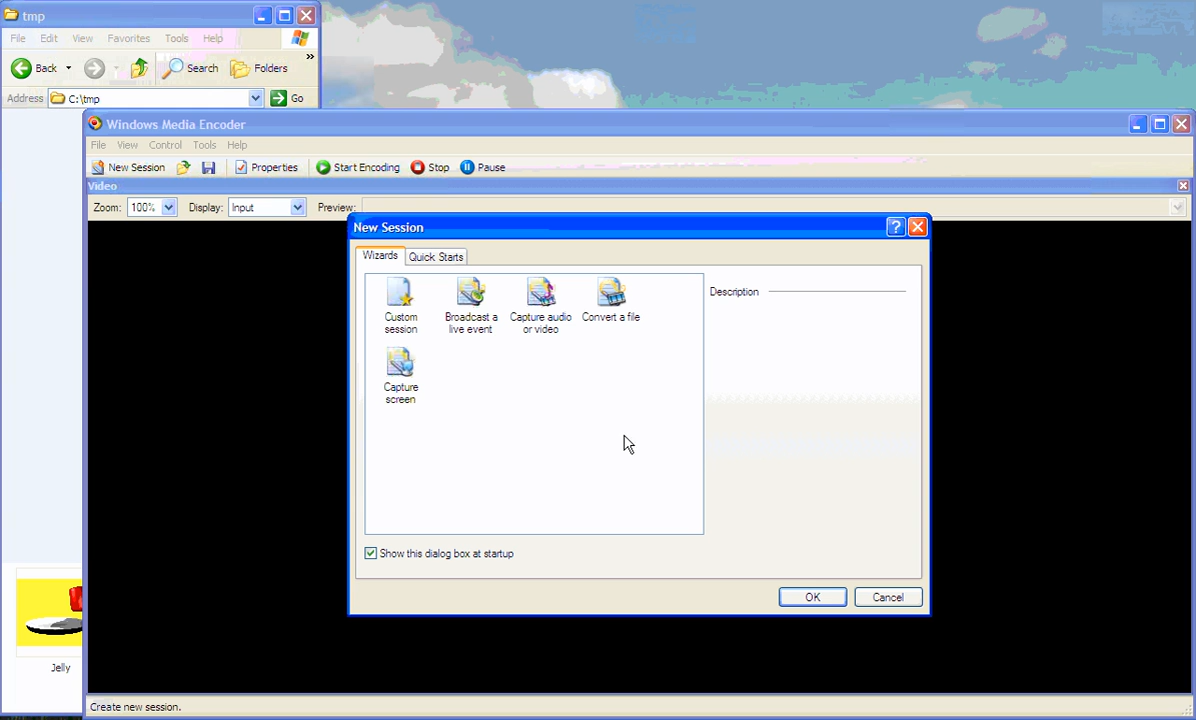 tmp
File Edit View Favorites Tools Help
Back Search Folders »
Address C:\tmp Go
Windows Media Encoder
File View Control Tools Help
New Session Properties Start Encoding Stop Pause
Video
Zoom: 100% Display: Input Preview:
New Session
Wizards Quick Starts
Custom session
Broadcast a live event
Capture audio or video
Convert a file
Description
Capture screen
Show this dialog box at startup
OK Cancel
Jelly
Create new session.